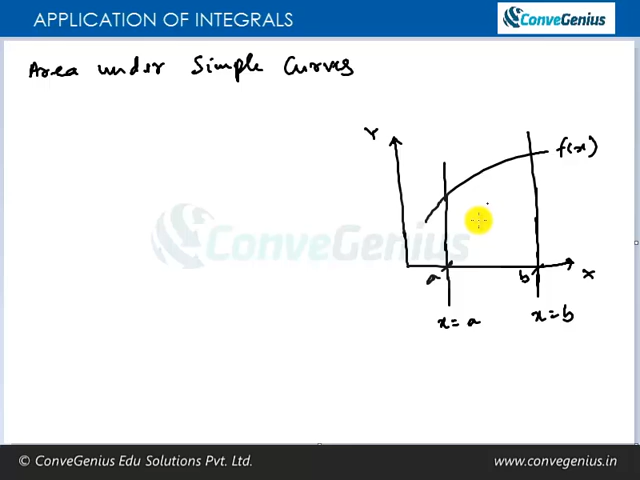 APPLICATION OF INTEGRALS
ConveGenius
Area under Simple Curves
Y
f(x)
ConveGenius
a
b
X
x = a
x = b
© ConveGenius Edu Solutions Pvt. Ltd.
www.convegenius.in